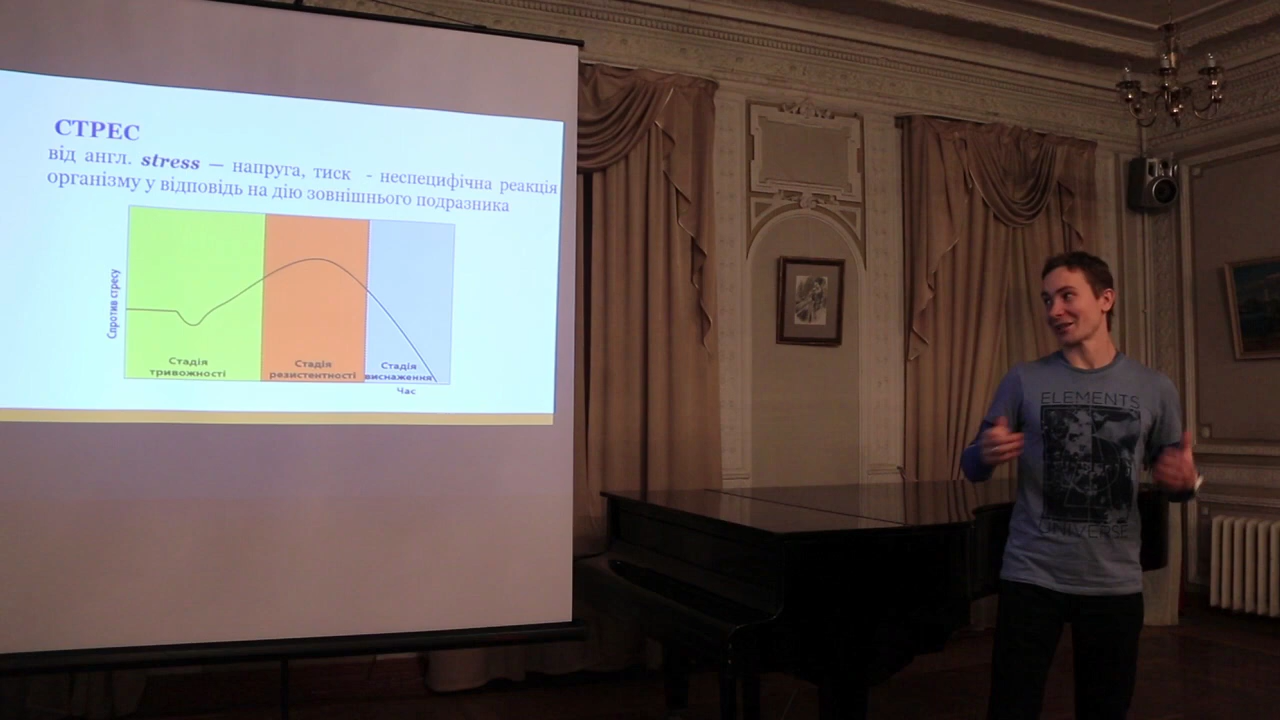 СТРЕС
від англ. stress — напруга, тиск - неспецифічна реакція
організму у відповідь на дію зовнішнього подразника
Спротив стресу
Стадія
тривожності
Стадія
резистентності
Стадія
виснаження
Час
ELEMENTS
UNIVERSE